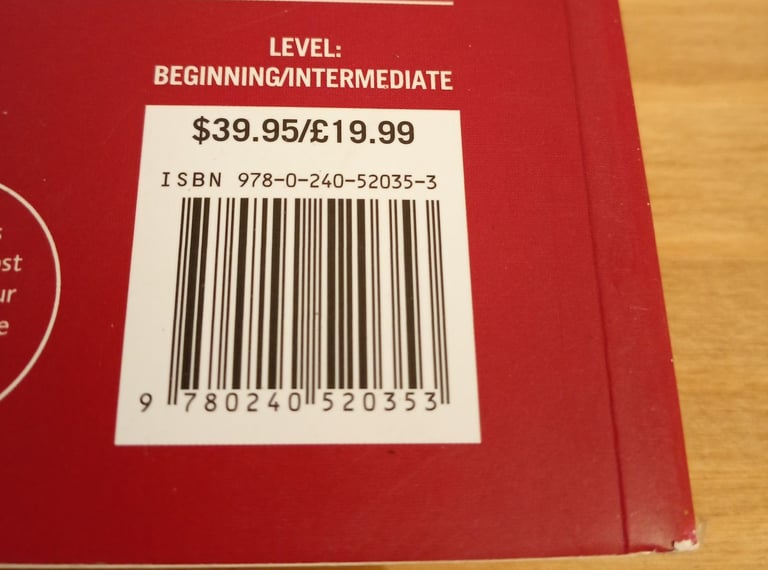 LEVEL:
BEGINNING/INTERMEDIATE
$39.95/£19.99
ISBN 978-0-240-52035-3
9 780240 520353